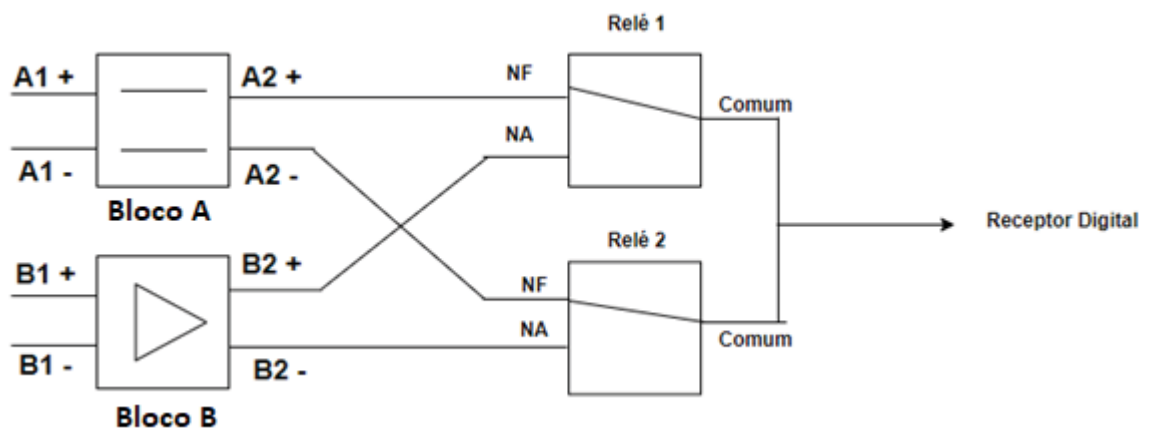 Relé 1
A1 +
A2 +
NF
Comum
NA
A1 -
A2 -
Bloco A
Receptor Digital
Relé 2
B1 +
B2 +
NF
NA
Comum
B1 -
B2 -
Bloco B